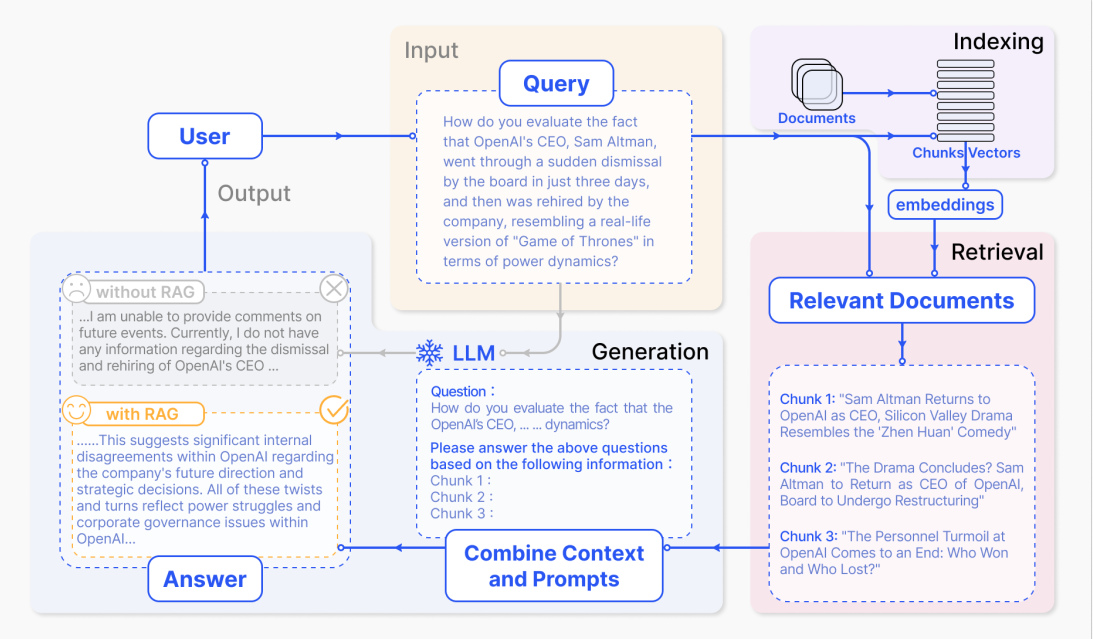 Input
Query
How do you evaluate the fact
that OpenAI's CEO, Sam Altman,
went through a sudden dismissal
by the board in just three days,
and then was rehired by the
company, resembling a real-life
version of "Game of Thrones" in
terms of power dynamics?
Indexing
Documents
Chunks Vectors
embeddings
User
Output
Retrieval
Relevant Documents
Chunk 1: "Sam Altman Returns to
OpenAI as CEO, Silicon Valley Drama
Resembles the 'Zhen Huan' Comedy"
Chunk 2: "The Drama Concludes? Sam
Altman to Return as CEO of OpenAI,
Board to Undergo Restructuring"
Chunk 3: "The Personnel Turmoil at
OpenAI Comes to an End: Who Won
and Who Lost?"
Generation
LLM
Question :
How do you evaluate the fact that the
OpenAI's CEO, ... ... dynamics?
Please answer the above questions
based on the following information :
Chunk 1 :
Chunk 2 :
Chunk 3 :
Combine Context
and Prompts
without RAG
...I am unable to provide comments on
future events. Currently, I do not have
any information regarding the dismissal
and rehiring of OpenAI's CEO ...
with RAG
......This suggests significant internal
disagreements within OpenAI regarding
the company's future direction and
strategic decisions. All of these twists
and turns reflect power struggles and
corporate governance issues within
OpenAI...
Answer